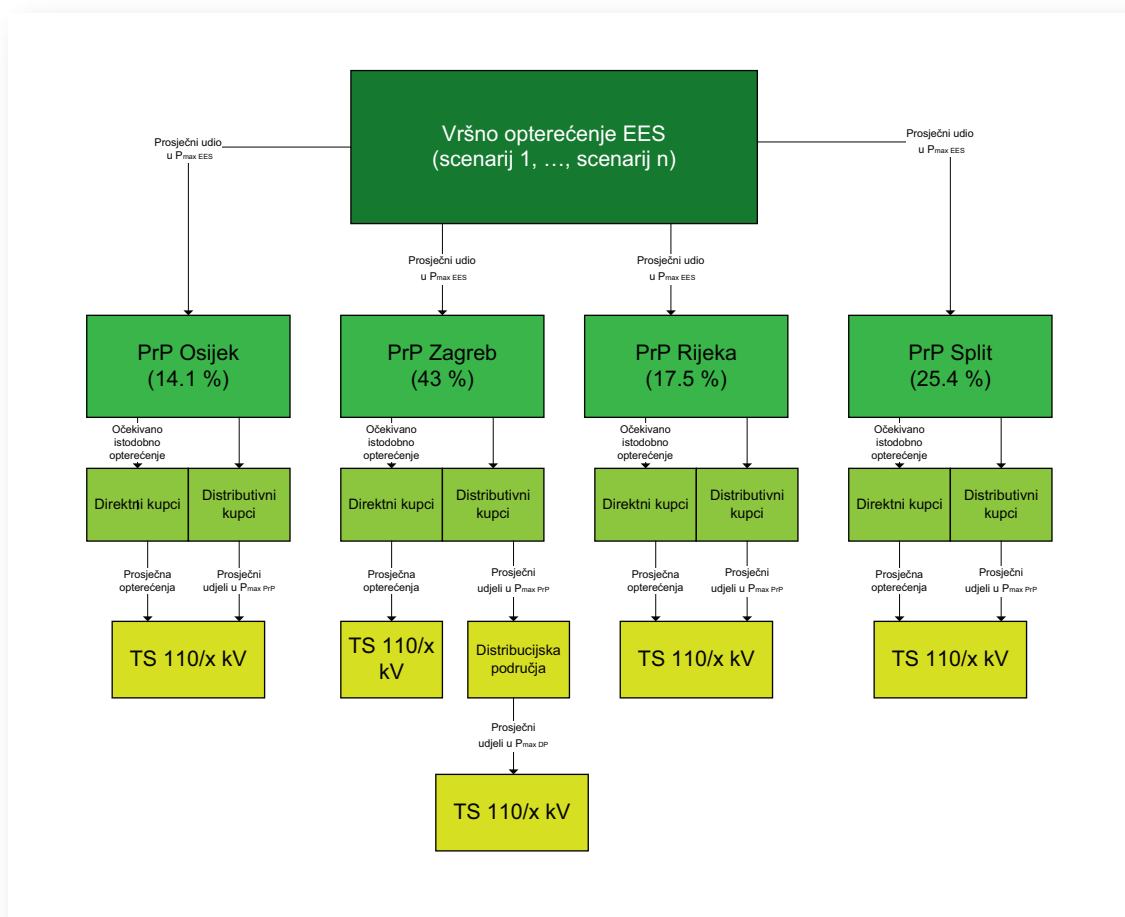 Vršno opterećenje EES
(scenarij 1, …, scenarij n)
Prosječni udio
u Pmax EES
Prosječni udio
u Pmax EES
Prosječni udio
u Pmax EES
Prosječni udio
u Pmax EES
PrP Osijek
(14.1 %)
PrP Zagreb
(43 %)
PrP Rijeka
(17.5 %)
PrP Split
(25.4 %)
Očekivano
istodobno
opterećenje
Očekivano
istodobno
opterećenje
Očekivano
istodobno
opterećenje
Očekivano
istodobno
opterećenje
Direktni kupci
Distributivni
kupci
Direktni kupci
Distributivni
kupci
Direktni kupci
Distributivni
kupci
Direktni kupci
Distributivni
kupci
Prosječna
opterećenja
Prosječni
udjeli u Pmax PrP
Prosječna
opterećenja
Prosječni
udjeli u Pmax PrP
Prosječna
opterećenja
Prosječni
udjeli u Pmax PrP
Prosječna
opterećenja
Prosječni
udjeli u Pmax PrP
TS 110/x kV
TS 110/x
kV
Distribucijska
područja
TS 110/x kV
TS 110/x kV
Prosječni
udjeli u Pmax DP
TS 110/x kV